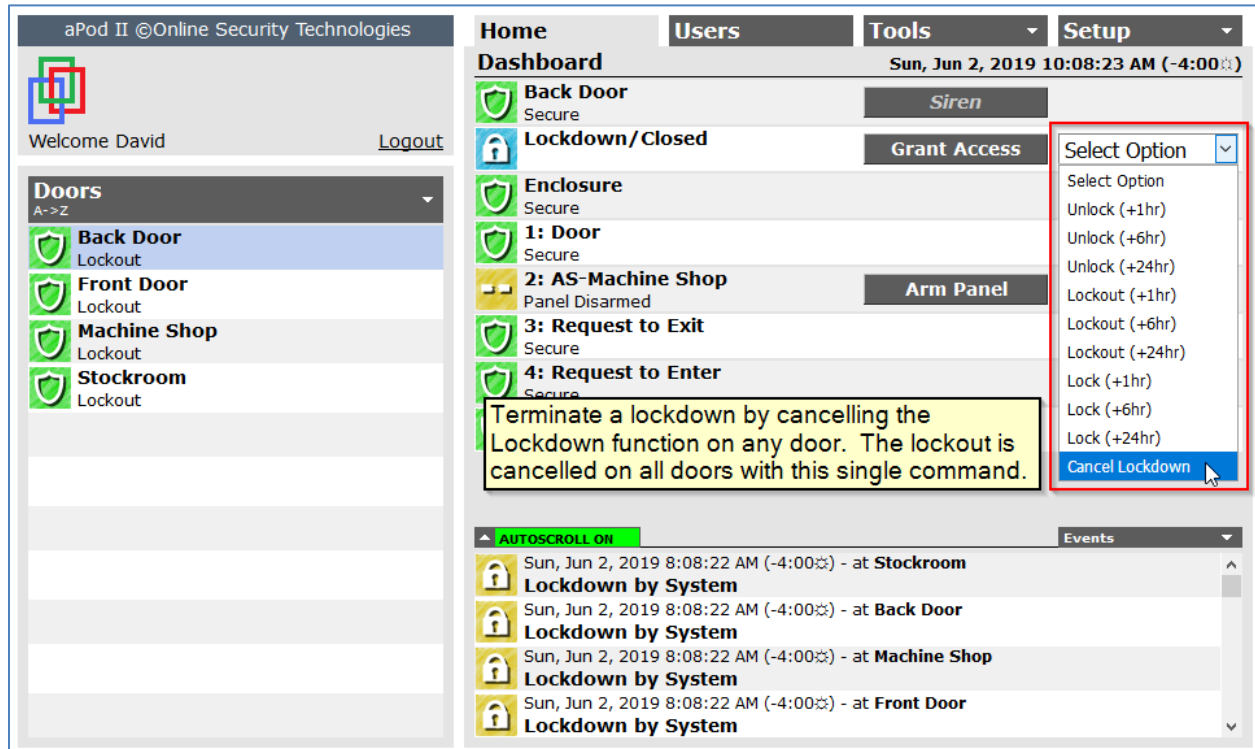 aPod II ©Online Security Technologies
Welcome David
Logout
Doors
A->Z
Back Door
Lockout
Front Door
Lockout
Machine Shop
Lockout
Stockroom
Lockout
Home
Users
Tools
Setup
Dashboard
Sun, Jun 2, 2019 10:08:23 AM (-4:00☼)
Back Door
Secure
Siren
Lockdown/Closed
Grant Access
Enclosure
Secure
1: Door
Secure
2: AS-Machine Shop
Panel Disarmed
Arm Panel
3: Request to Exit
Secure
4: Request to Enter
Secure
Select Option
Select Option
Unlock (+1hr)
Unlock (+6hr)
Unlock (+24hr)
Lockout (+1hr)
Lockout (+6hr)
Lockout (+24hr)
Lock (+1hr)
Lock (+6hr)
Lock (+24hr)
Cancel Lockdown
Terminate a lockdown by cancelling the
Lockdown function on any door.  The lockout is
cancelled on all doors with this single command.
AUTOSCROLL ON
Events
Sun, Jun 2, 2019 8:08:22 AM (-4:00☼) - at Stockroom
Lockdown by System
Sun, Jun 2, 2019 8:08:22 AM (-4:00☼) - at Back Door
Lockdown by System
Sun, Jun 2, 2019 8:08:22 AM (-4:00☼) - at Machine Shop
Lockdown by System
Sun, Jun 2, 2019 8:08:22 AM (-4:00☼) - at Front Door
Lockdown by System